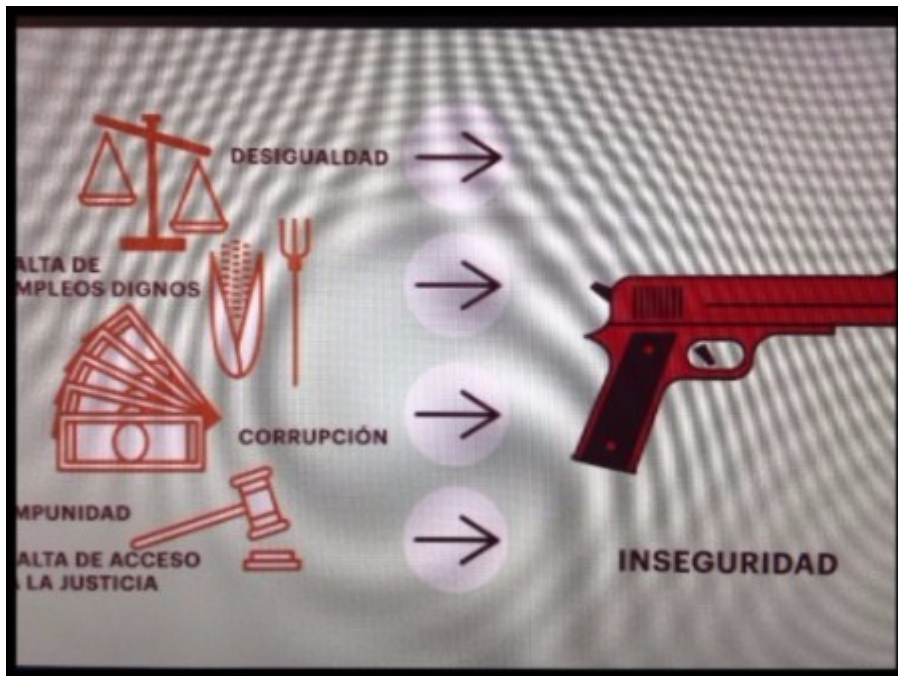 DESIGUALDAD
ALTA DE
MPLEOS DIGNOS
CORRUPCIÓN
MPUNIDAD
ALTA DE ACCESO
A LA JUSTICIA
INSEGURIDAD